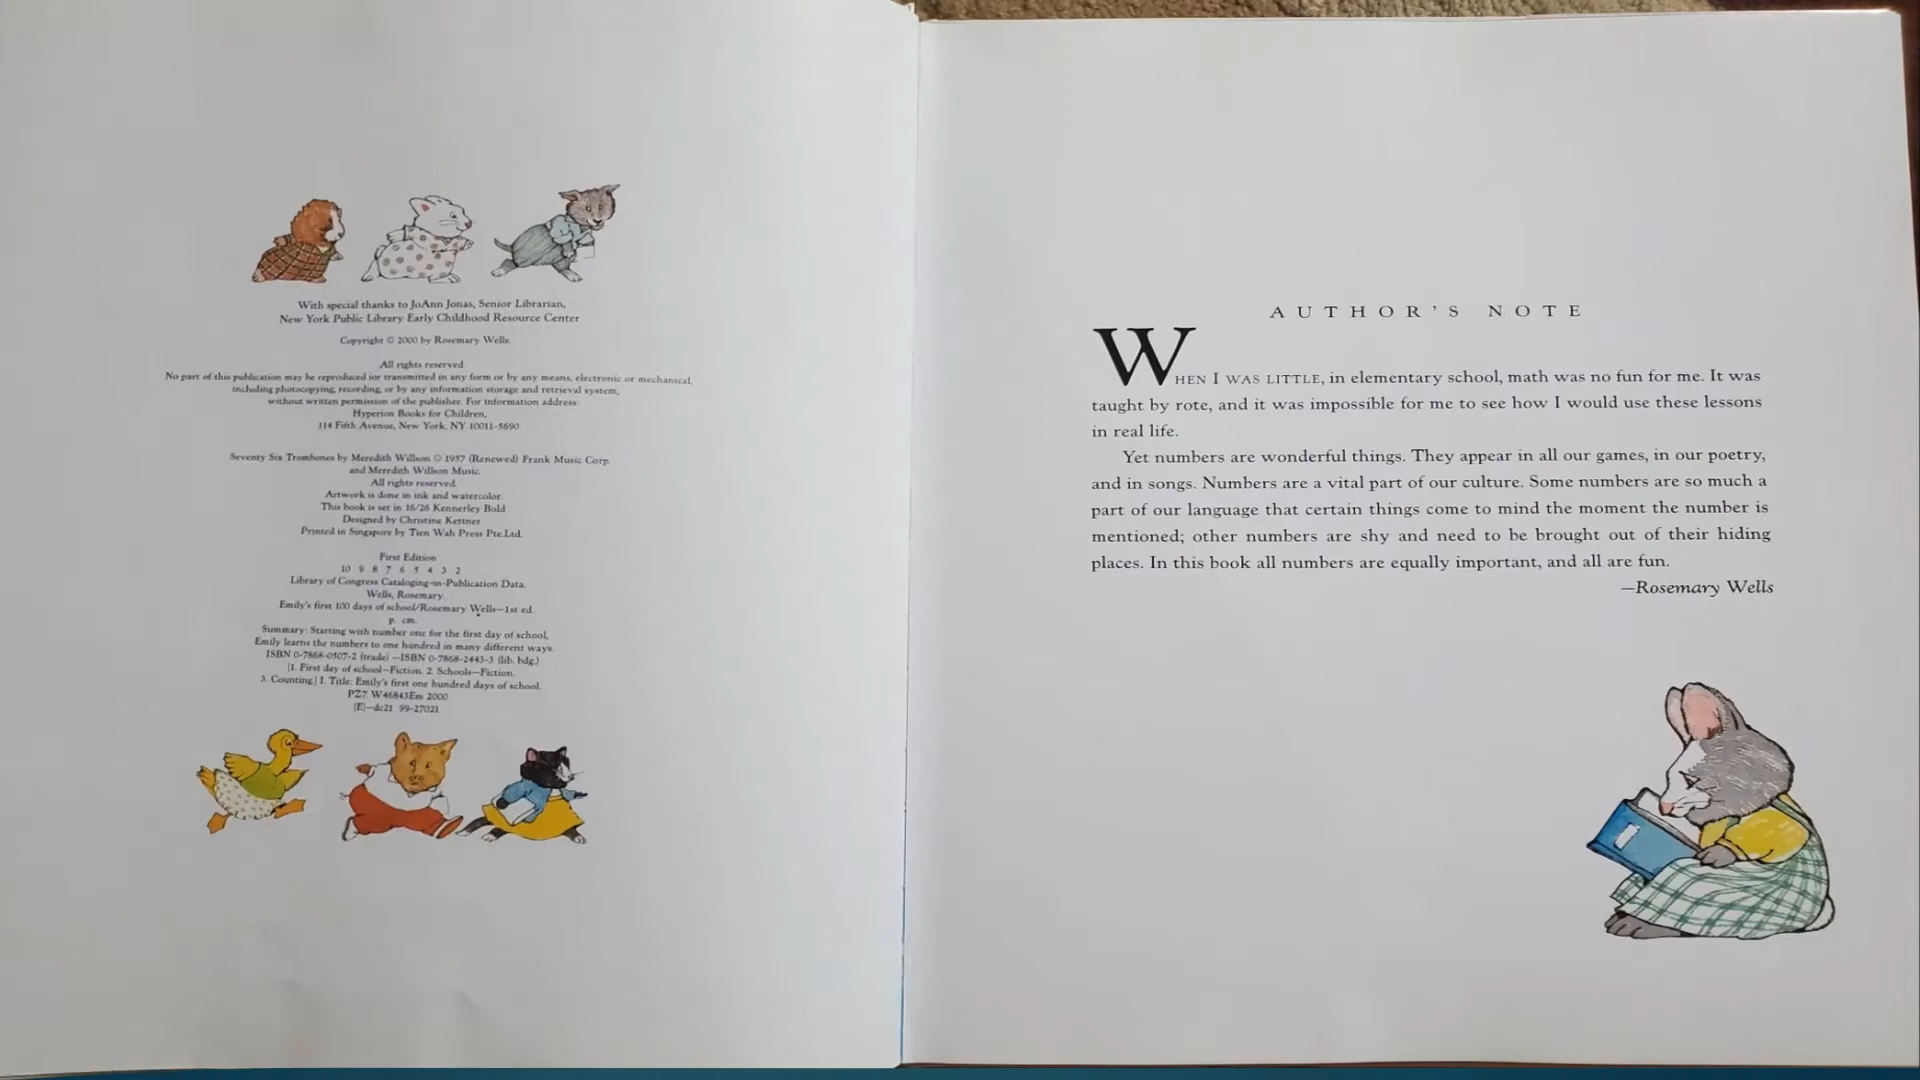 With special thanks to JoAnn Jonas, Senior Librarian,
New York Public Library Early Childhood Resource Center
Copyright © 2000 by Rosemary Wells.
All rights reserved.
No part of this publication may be reproduced or transmitted in any form or by any means, electronic or mechanical,
including photocopying, recording, or by any information storage and retrieval system,
without written permission of the publisher. For information address:
Hyperion Books for Children,
114 Fifth Avenue, New York, NY 10011-5690.
Seventy Six Trombones by Meredith Willson © 1957 (Renewed) Frank Music Corp.
and Meredith Willson Music.
All rights reserved.
Artwork is done in ink and watercolor.
This book is set in 16/26 Kennerley Bold
Designed by Christine Kettner
Printed in Singapore by Tien Wah Press Pte.Ltd.
First Edition
10 9 8 7 6 5 4 3 2
Library of Congress Cataloging-in-Publication Data.
Wells, Rosemary.
Emily's first 100 days of school/Rosemary Wells—1st ed.
p. cm.
Summary: Starting with number one for the first day of school,
Emily learns the numbers to one hundred in many different ways.
ISBN 0-7868-0507-2 (trade) —ISBN 0-7868-2443-3 (lib. bdg.)
[1. First day of school—Fiction. 2. Schools—Fiction.
3. Counting.] I. Title: Emily's first one hundred days of school.
PZ7. W46843Em 2000
[E]—dc21 99-27021
AUTHOR'S NOTE
WHEN I WAS LITTLE, in elementary school, math was no fun for me. It was
taught by rote, and it was impossible for me to see how I would use these lessons
in real life.
Yet numbers are wonderful things. They appear in all our games, in our poetry,
and in songs. Numbers are a vital part of our culture. Some numbers are so much a
part of our language that certain things come to mind the moment the number is
mentioned; other numbers are shy and need to be brought out of their hiding
places. In this book all numbers are equally important, and all are fun.
—Rosemary Wells